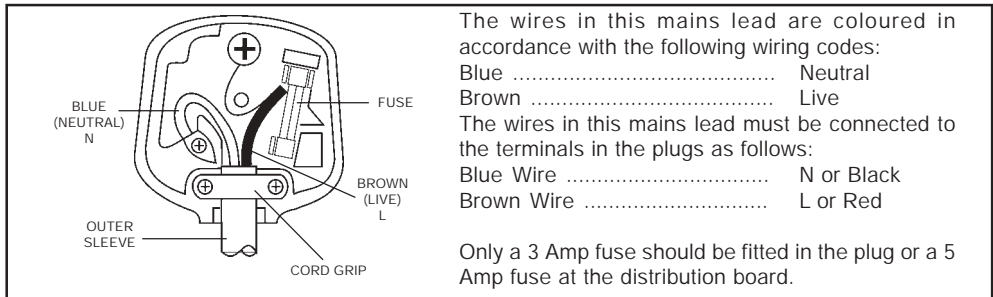 BLUE
(NEUTRAL)
N
FUSE
BROWN
(LIVE)
L
OUTER
SLEEVE
CORD GRIP
The wires in this mains lead are coloured in
accordance with the following wiring codes:
Blue .......................................... Neutral
Brown ....................................... Live
The wires in this mains lead must be connected to
the terminals in the plugs as follows:
Blue Wire ................................ N or Black
Brown Wire ............................. L or Red
Only a 3 Amp fuse should be fitted in the plug or a 5
Amp fuse at the distribution board.